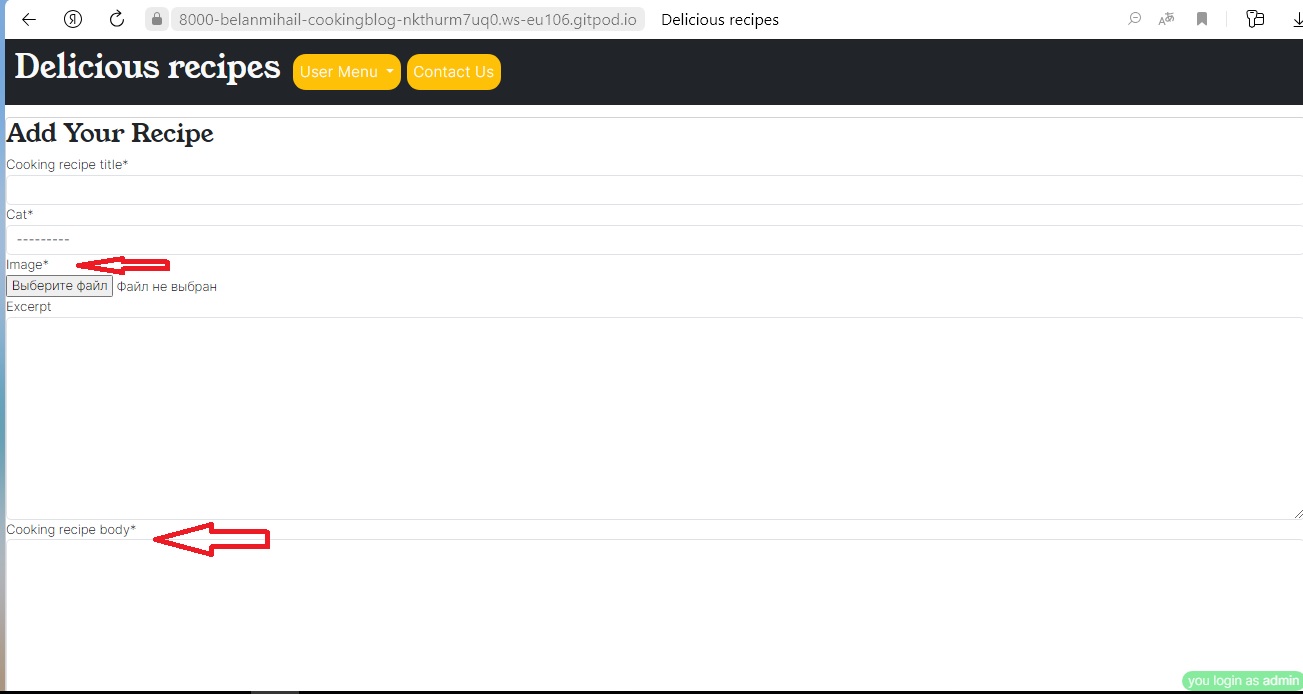 8000-belanmihail-cookingblog-nkthurm7uq0.ws-eu106.gitpod.io Delicious recipes
Delicious recipes User Menu Contact Us
Add Your Recipe
Cooking recipe title*
Cat*
---------
Image*
Выберите файл Файл не выбран
Excerpt
Cooking recipe body*
you login as admin